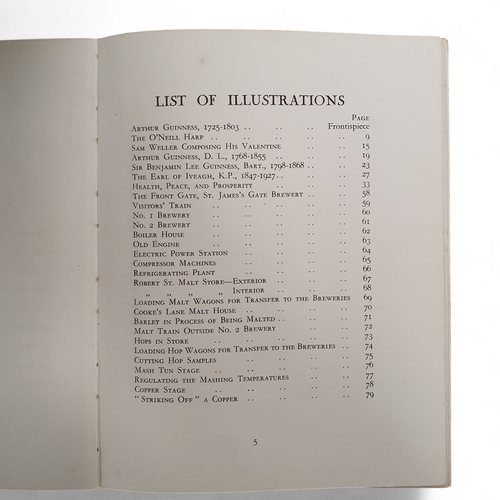 LIST OF ILLUSTRATIONS
PAGE
ARTHUR GUINNESS, 1725-1803 .. .. .. Frontispiece
THE O'NEILL HARP .. .. .. .. 9
SAM WELLER COMPOSING HIS VALENTINE .. .. 15
ARTHUR GUINNESS, D. L., 1768-1855 .. .. .. 19
SIR BENJAMIN LEE GUINNESS, BART., 1798-1868 .. .. 23
THE EARL OF IVEAGH, K.P., 1847-1927 .. .. .. 27
HEALTH, PEACE, AND PROSPERITY .. .. .. 33
THE FRONT GATE, ST. JAMES'S GATE BREWERY .. .. 58
VISITORS' TRAIN .. .. .. .. .. 59
NO. 1 BREWERY .. .. .. .. .. 60
NO. 2 BREWERY .. .. .. .. .. 61
BOILER HOUSE .. .. .. .. .. 62
OLD ENGINE .. .. .. .. .. 63
ELECTRIC POWER STATION .. .. .. .. 64
COMPRESSOR MACHINES .. .. .. .. 65
REFRIGERATING PLANT .. .. .. .. 66
ROBERT ST. MALT STORE—EXTERIOR .. .. .. 67
„ „ „ „ INTERIOR .. .. .. 68
LOADING MALT WAGONS FOR TRANSFER TO THE BREWERIES 69
COOKE'S LANE MALT HOUSE .. .. .. .. 70
BARLEY IN PROCESS OF BEING MALTED .. .. .. 71
MALT TRAIN OUTSIDE NO. 2 BREWERY .. .. .. 72
HOPS IN STORE .. .. .. .. .. 73
LOADING HOP WAGONS FOR TRANSFER TO THE BREWERIES .. 74
CUTTING HOP SAMPLES .. .. .. .. 75
MASH TUN STAGE .. .. .. .. .. 76
REGULATING THE MASHING TEMPERATURES .. .. 77
COPPER STAGE .. .. .. .. .. 78
"STRIKING OFF" A COPPER .. .. .. .. 79
5